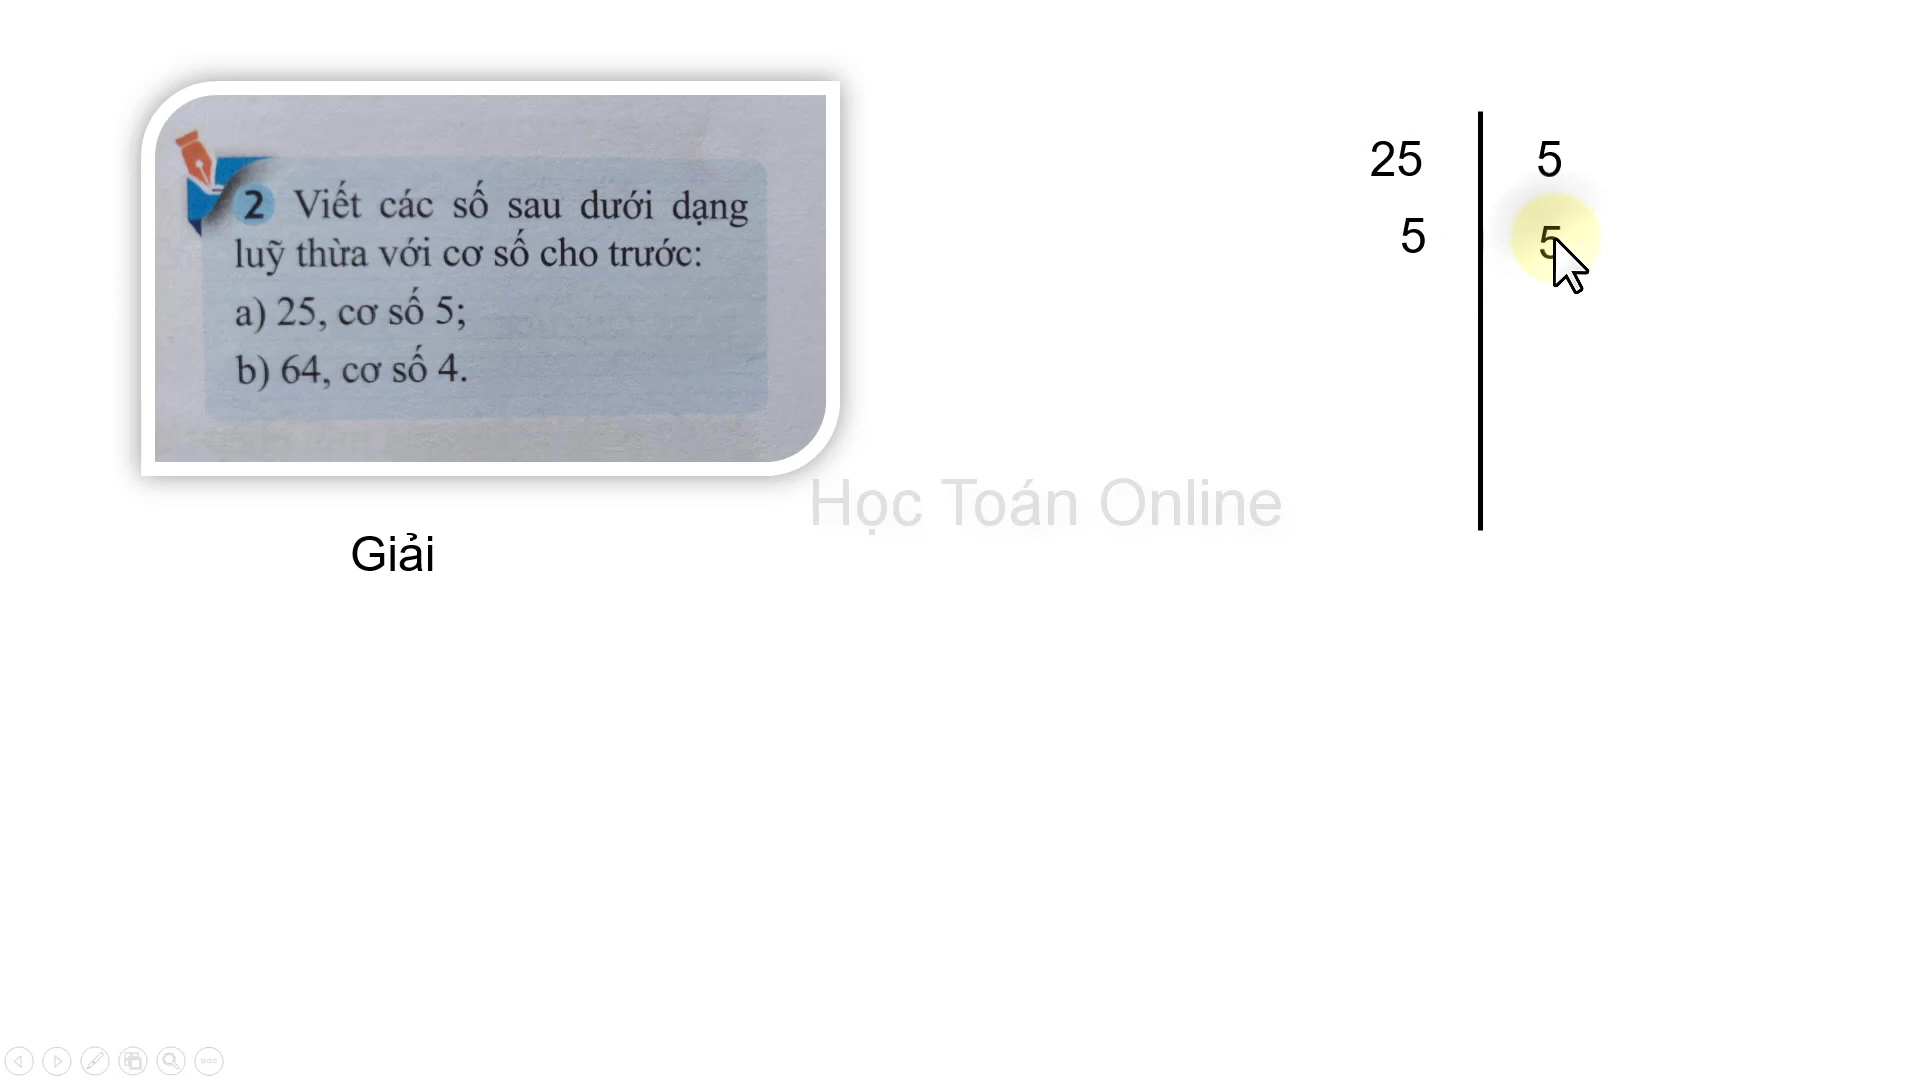 2 Viết các số sau dưới dạng
luỹ thừa với cơ số cho trước:
a) 25, cơ số 5;
b) 64, cơ số 4.
25 5
5 5
Học Toán Online
Giải